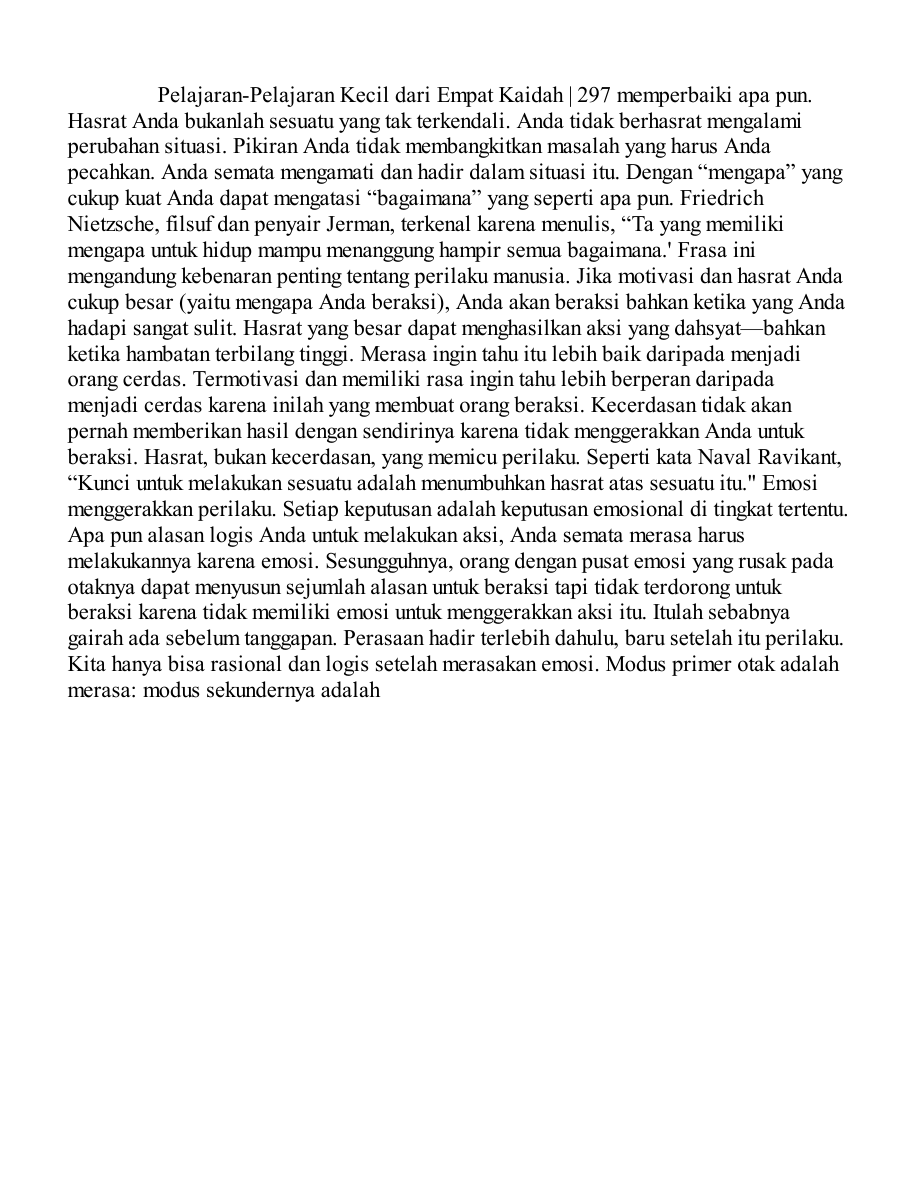 Pelajaran-Pelajaran Kecil dari Empat Kaidah | 297 memperbaiki apa pun.
Hasrat Anda bukanlah sesuatu yang tak terkendali. Anda tidak berhasrat mengalami
perubahan situasi. Pikiran Anda tidak membangkitkan masalah yang harus Anda
pecahkan. Anda semata mengamati dan hadir dalam situasi itu. Dengan “mengapa” yang
cukup kuat Anda dapat mengatasi “bagaimana” yang seperti apa pun. Friedrich
Nietzsche, filsuf dan penyair Jerman, terkenal karena menulis, “Ta yang memiliki
mengapa untuk hidup mampu menanggung hampir semua bagaimana.' Frasa ini
mengandung kebenaran penting tentang perilaku manusia. Jika motivasi dan hasrat Anda
cukup besar (yaitu mengapa Anda beraksi), Anda akan beraksi bahkan ketika yang Anda
hadapi sangat sulit. Hasrat yang besar dapat menghasilkan aksi yang dahsyat—bahkan
ketika hambatan terbilang tinggi. Merasa ingin tahu itu lebih baik daripada menjadi
orang cerdas. Termotivasi dan memiliki rasa ingin tahu lebih berperan daripada
menjadi cerdas karena inilah yang membuat orang beraksi. Kecerdasan tidak akan
pernah memberikan hasil dengan sendirinya karena tidak menggerakkan Anda untuk
beraksi. Hasrat, bukan kecerdasan, yang memicu perilaku. Seperti kata Naval Ravikant,
“Kunci untuk melakukan sesuatu adalah menumbuhkan hasrat atas sesuatu itu." Emosi
menggerakkan perilaku. Setiap keputusan adalah keputusan emosional di tingkat tertentu.
Apa pun alasan logis Anda untuk melakukan aksi, Anda semata merasa harus
melakukannya karena emosi. Sesungguhnya, orang dengan pusat emosi yang rusak pada
otaknya dapat menyusun sejumlah alasan untuk beraksi tapi tidak terdorong untuk
beraksi karena tidak memiliki emosi untuk menggerakkan aksi itu. Itulah sebabnya
gairah ada sebelum tanggapan. Perasaan hadir terlebih dahulu, baru setelah itu perilaku.
Kita hanya bisa rasional dan logis setelah merasakan emosi. Modus primer otak adalah
merasa: modus sekundernya adalah